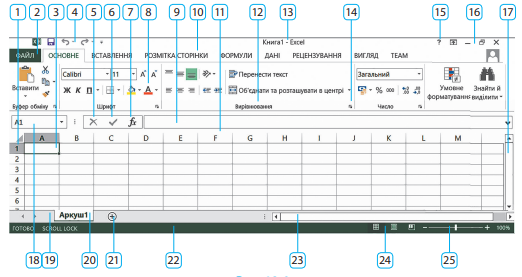 1 2 3 4 5 6 7 8 9 10 11 12 13 14 15 16 17
Книга1 - Excel
ФАЙЛ ОСНОВНЕ ВСТАВЛЕННЯ РОЗМІТКА СТОРІНКИ ФОРМУЛИ ДАНІ РЕЦЕНЗУВАННЯ ВИГЛЯД TEAM
Calibri 11 Перенести текст Загальний
Вставити Ж К П Об'єднати та розташувати в центрі % 000 Умовне форматування Знайти й виділити
Буфер обміну Шрифт Вирівнювання Число
A1 fx
A B C D E F G H I J K L M
1
2
3
4
5
6
7
Аркуш1
ГОТОВО SCROLL LOCK 100%
18 19 20 21 22 23 24 25